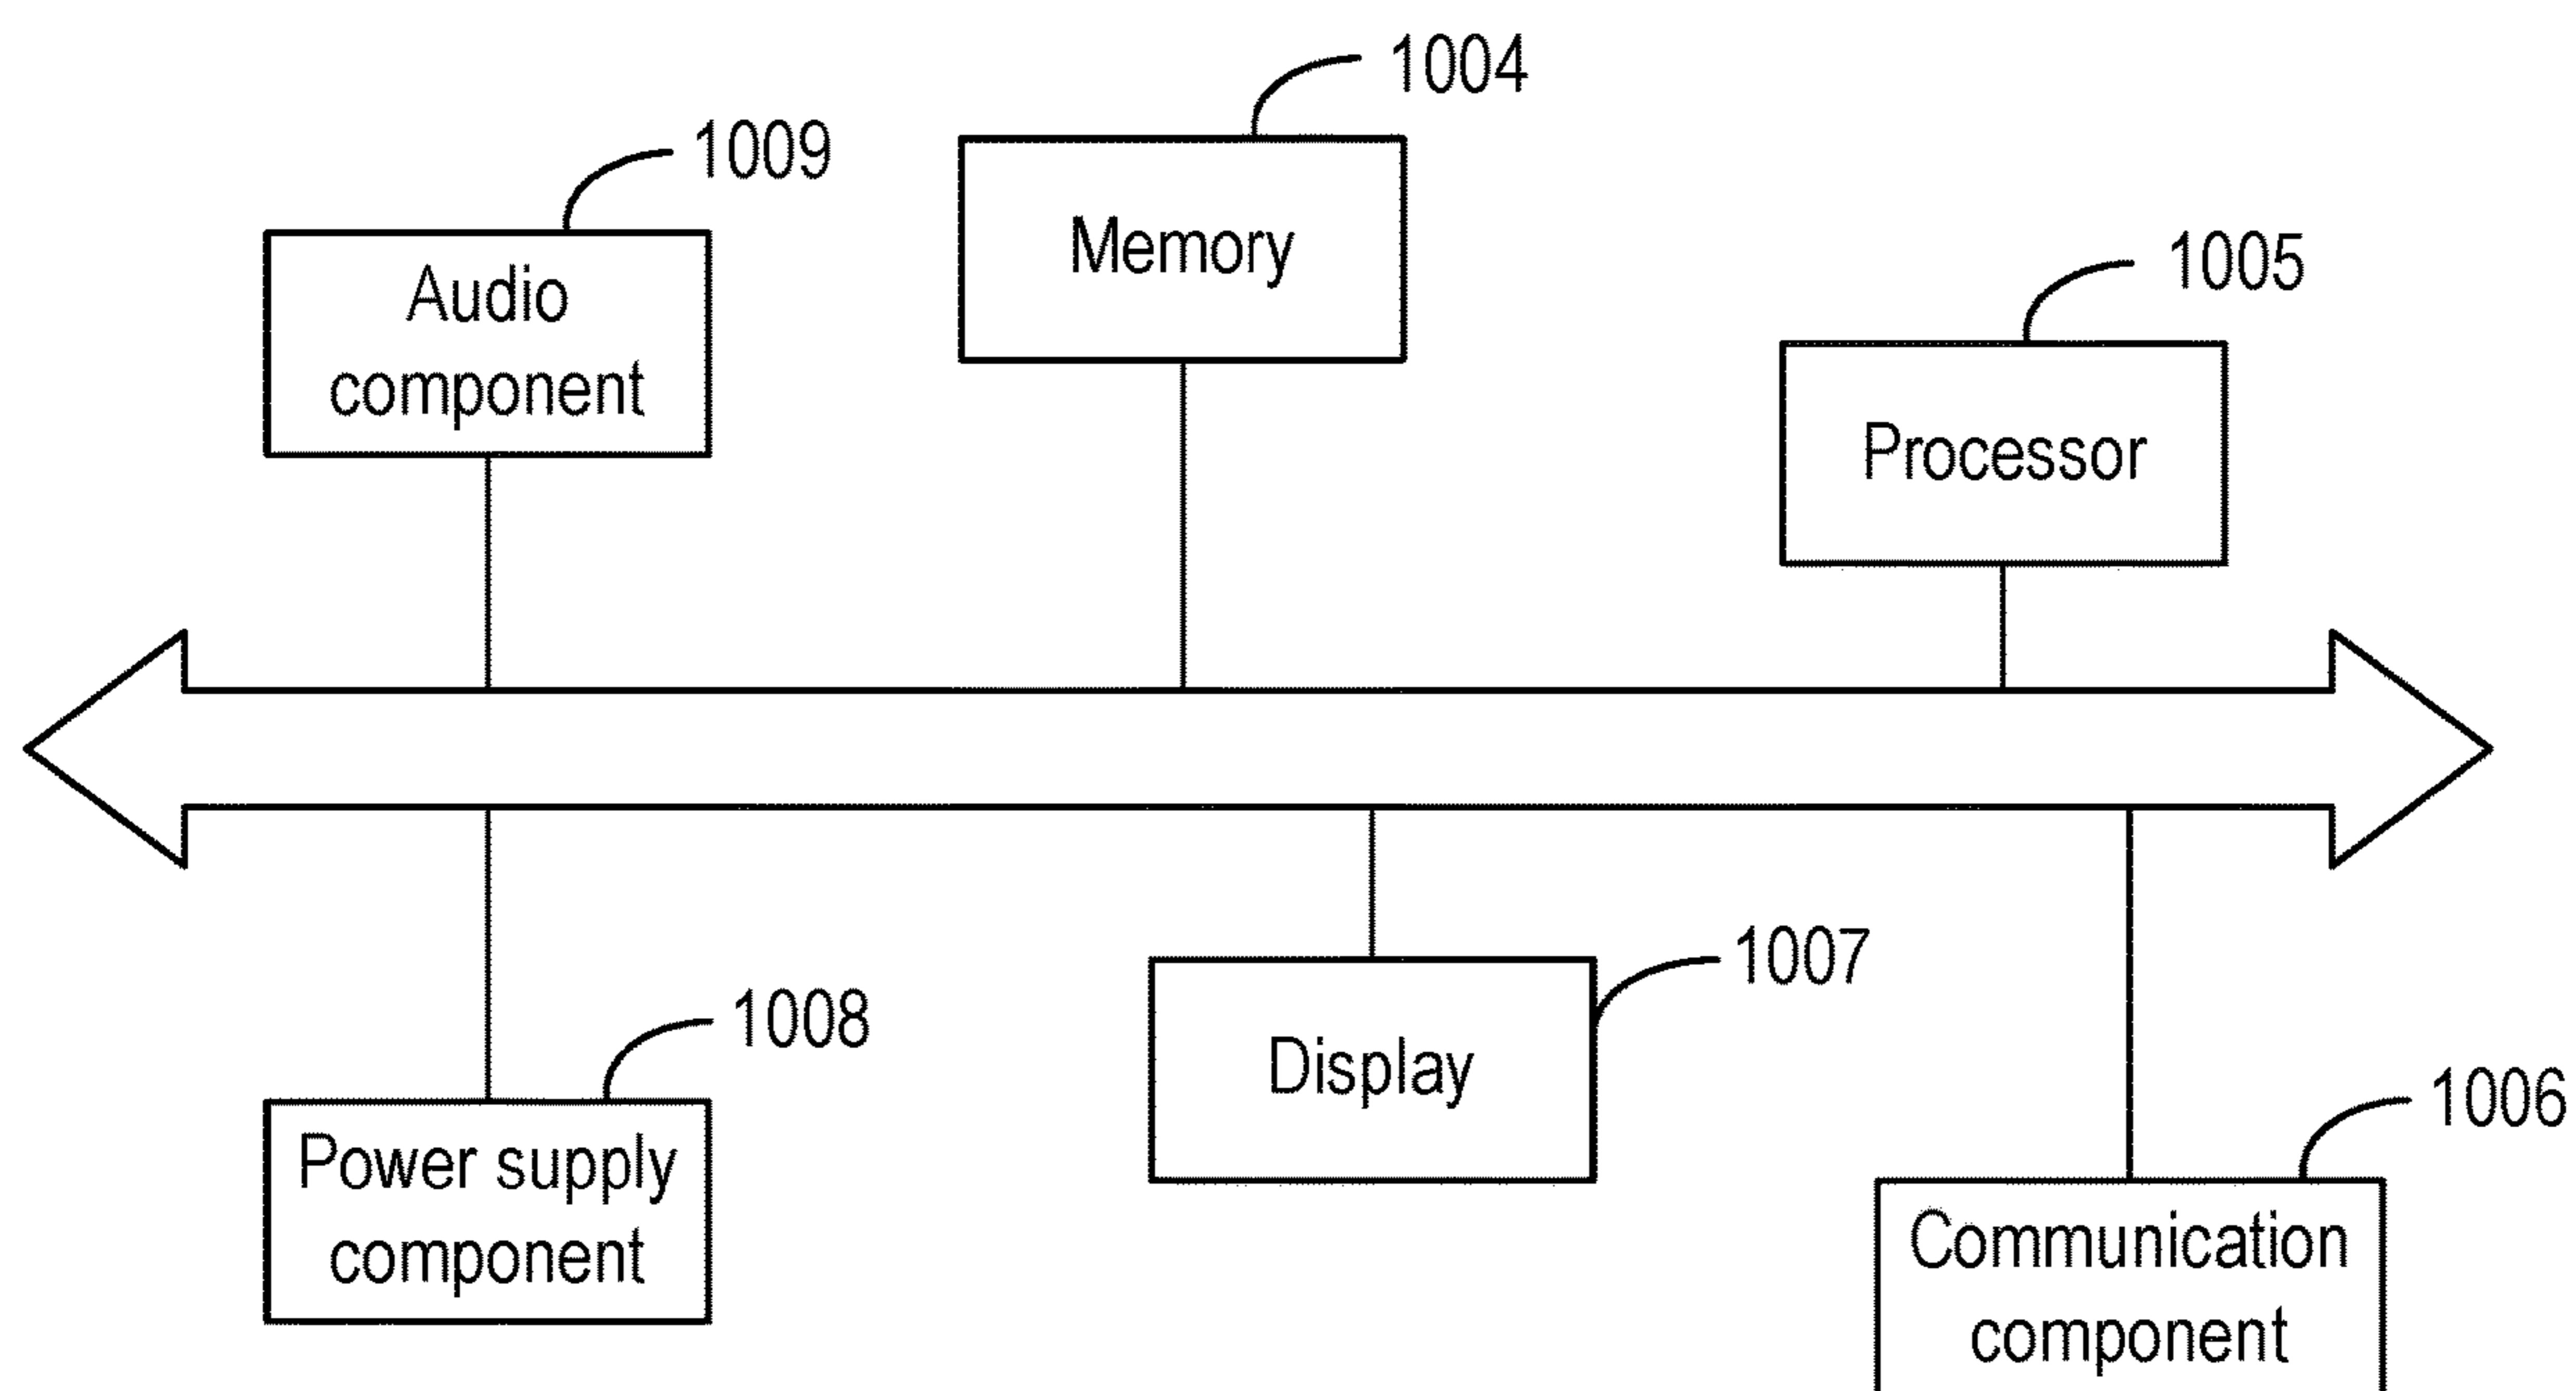 1004
1009
Memory
1005
Audio
component
Processor
1007
1008
Display
1006
Power supply
component
Communication
component